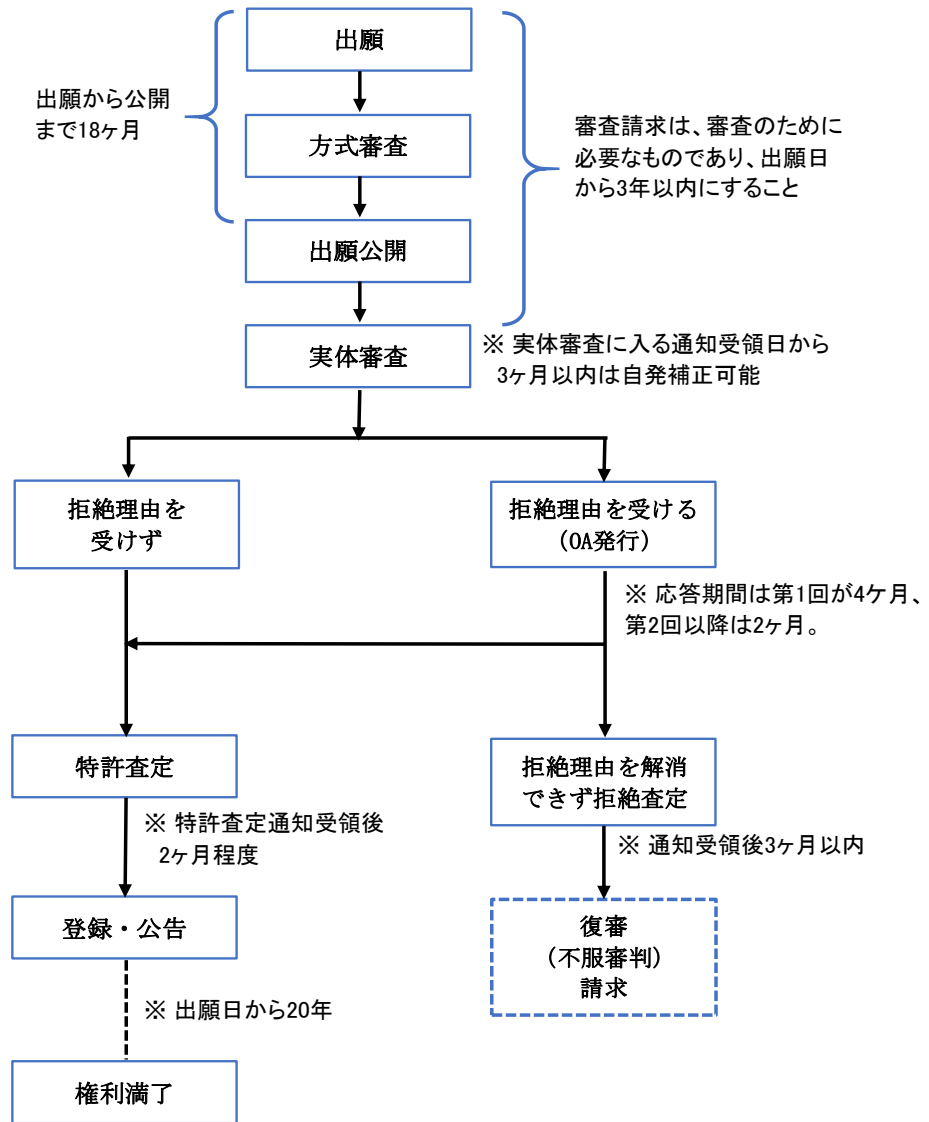 出願
出願から公開
まで18ヶ月
方式審査
審査請求は、審査のために
必要なものであり、出願日
から3年以内にすること
出願公開
実体審査
※ 実体審査に入る通知受領日から
3ヶ月以内は自発補正可能
拒絶理由を
受けず
拒絶理由を受ける
(OA発行)
※ 応答期間は第1回が4ケ月、
第2回以降は2ヶ月。
特許査定
拒絶理由を解消
できず拒絶査定
※ 特許査定通知受領後
2ヶ月程度
※ 通知受領後3ヶ月以内
登録・公告
復審
(不服審判)
請求
※ 出願日から20年
権利満了